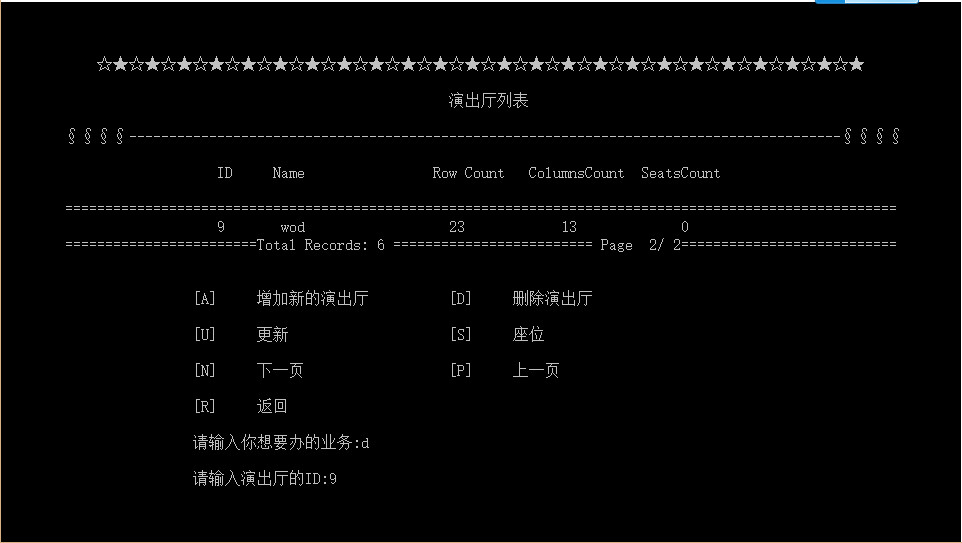 ☆★☆★☆★☆★☆★☆★☆★☆★☆★☆★☆★☆★☆★☆★☆★☆★☆★☆★☆★☆★☆★☆★☆★☆★
演出厅列表
§§§§-----------------------------------------------------------------------------------------§§§§
ID Name Row Count ColumnsCount SeatsCount
========================================================================================================
9 wod 23 13 0
========================Total Records: 6 ========================= Page 2/ 2===========================
[A] 增加新的演出厅 [D] 删除演出厅
[U] 更新 [S] 座位
[N] 下一页 [P] 上一页
[R] 返回
请输入你想要办的业务:d
请输入演出厅的ID:9